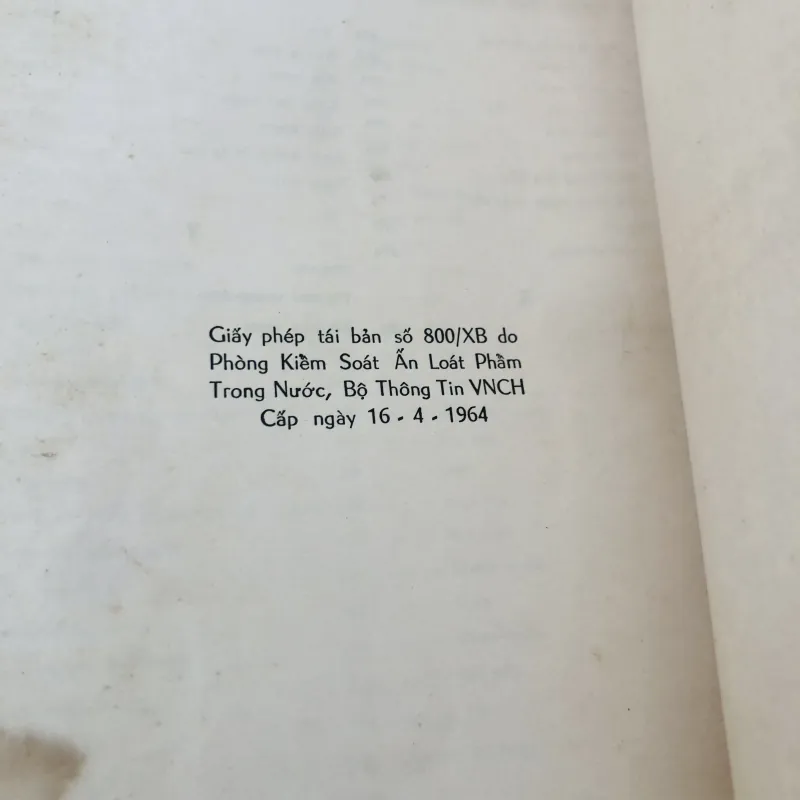 Giấy phép tái bản số 800/XB do
Phòng Kiểm Soát Ấn Loát Phẩm
Trong Nước, Bộ Thông Tin VNCH
Cấp ngày 16 - 4 - 1964